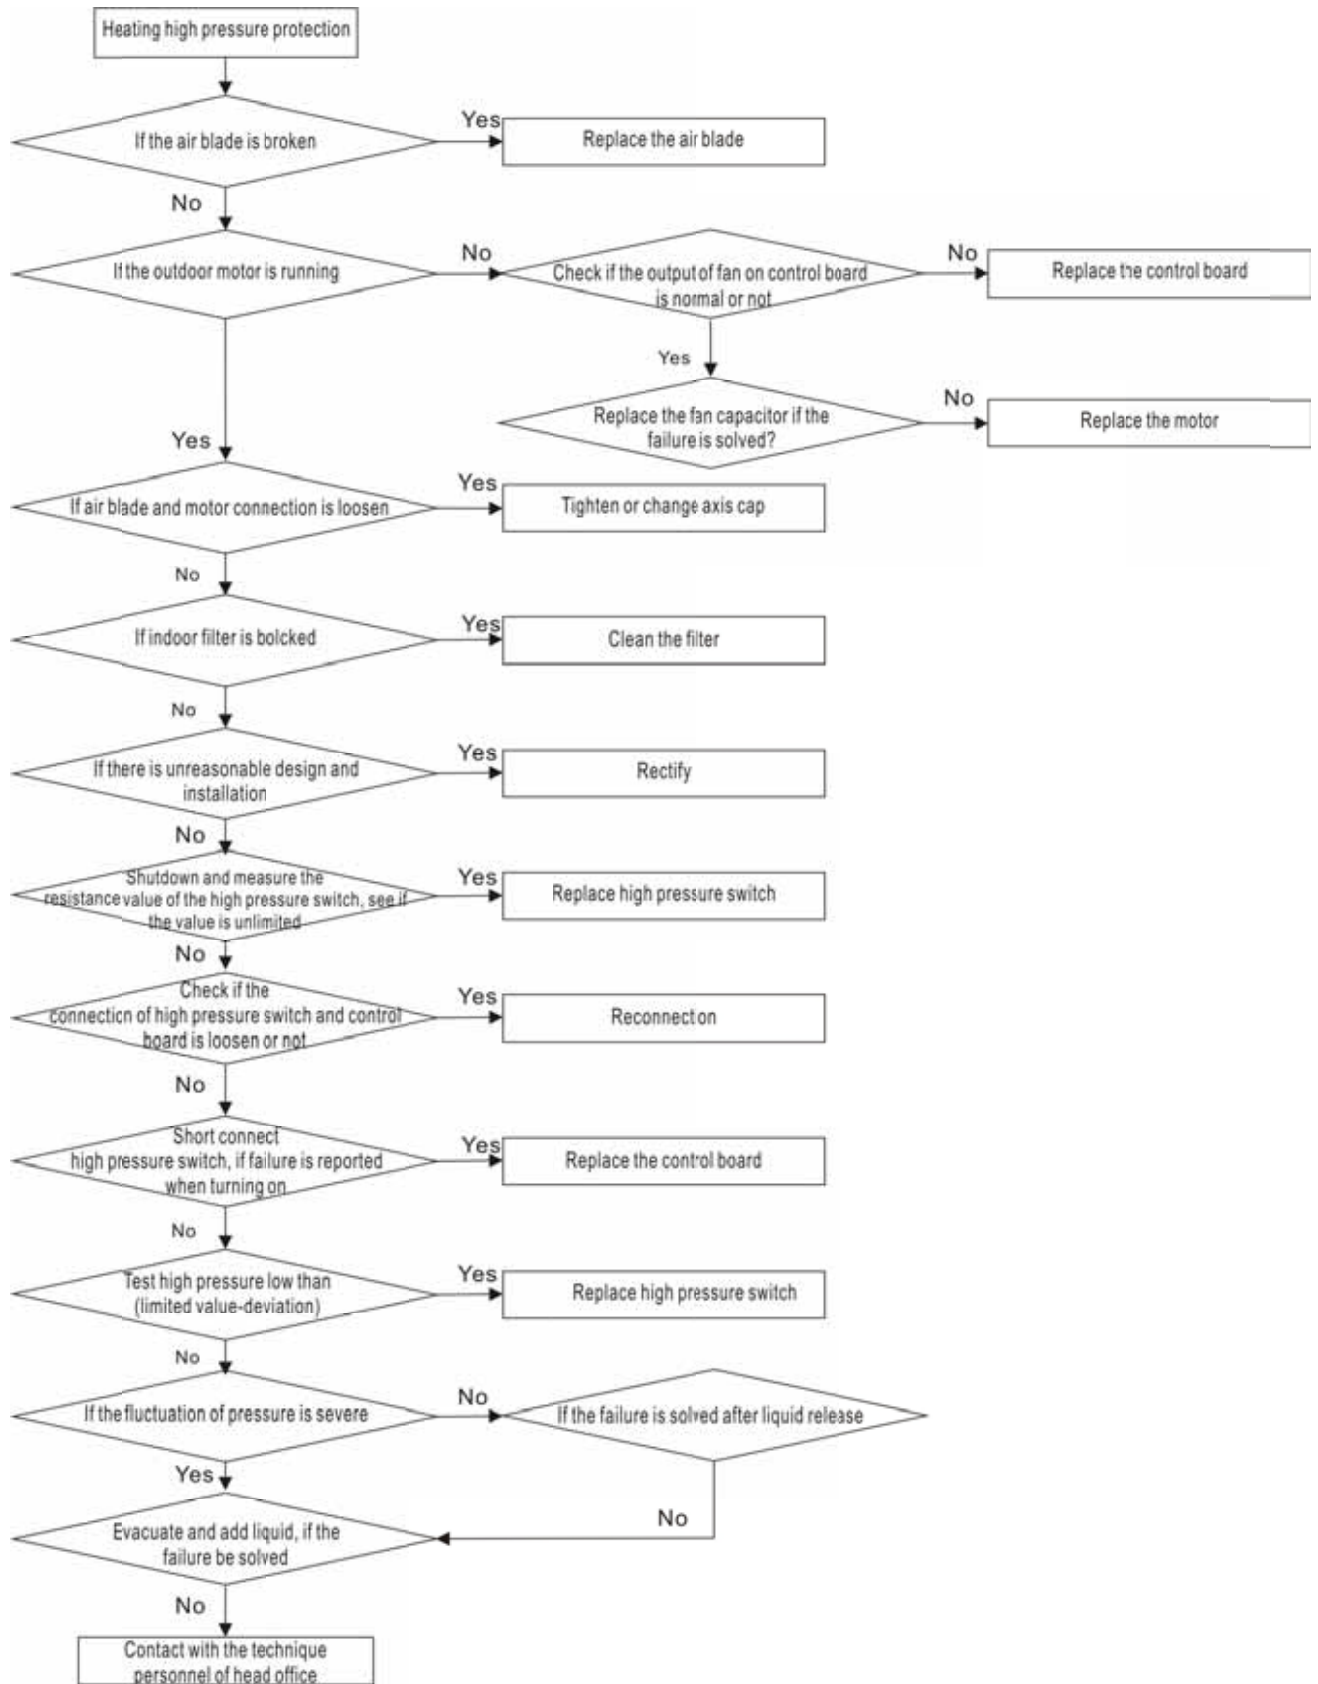 Heating high pressure protection
If the air blade is broken
Yes
Replace the air blade
No
If the outdoor motor is running
No
Check if the output of fan on control board
is normal or not
No
Replace the control board
Yes
Replace the fan capacitor if the
failure is solved?
No
Replace the motor
Yes
If air blade and motor connection is loosen
Yes
Tighten or change axis cap
No
If indoor filter is bolcked
Yes
Clean the filter
No
If there is unreasonable design and
installation
Yes
Rectify
No
Shutdown and measure the
resistance value of the high pressure switch, see if
the value is unlimited
Yes
Replace high pressure switch
No
Check if the
connection of high pressure switch and control
board is loosen or not
Yes
Reconnect on
No
Short connect
high pressure switch, if failure is reported
when turning on
Yes
Replace the control board
No
Test high pressure low than
(limited value-deviation)
Yes
Replace high pressure switch
No
If the fluctuation of pressure is severe
No
If the failure is solved after liquid release
Yes
No
Evacuate and add liquid, if the
failure be solved
No
Contact with the technique
personnel of head office